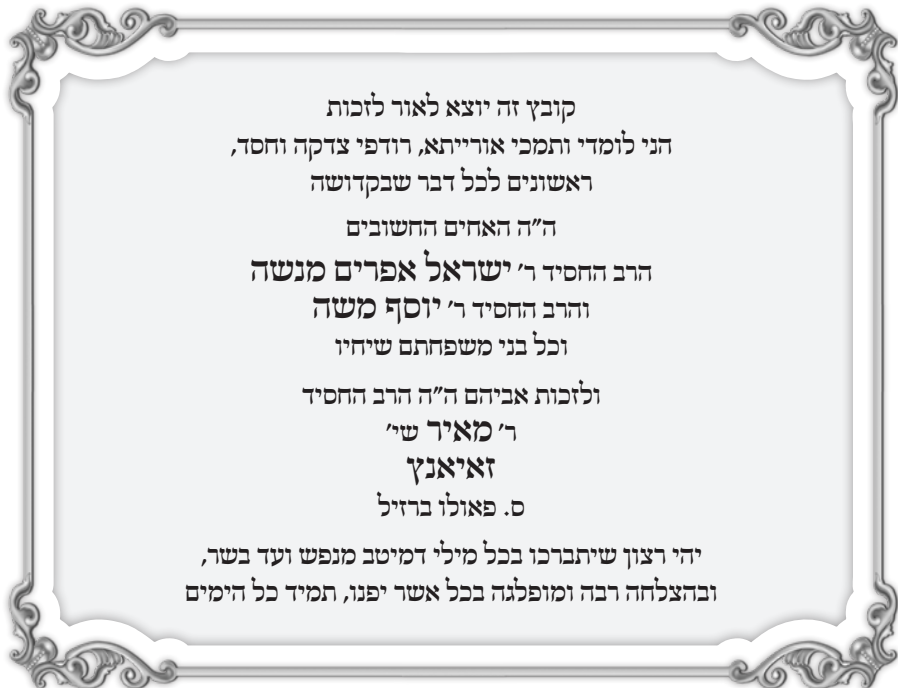 קובץ זה יוצא לאור לזכות
הני לומדי ותמכי אורייתא, רודפי צדקה וחסד,
ראשונים לכל דבר שבקדושה
ה״ה האחים החשובים
הרב החסיד ר׳ ישראל אפרים מנשה
והרב החסיד ר׳ יוסף משה
וכל בני משפחתם שיחיו
ולזכות אביהם ה״ה הרב החסיד
ר׳ מאיר שי׳
זאיאנץ
ס. פאולו ברזיל
יהי רצון שיתברכו בכל מילי דמיטב מנפש ועד בשר,
ובהצלחה רבה ומופלגה בכל אשר יפנו, תמיד כל הימים